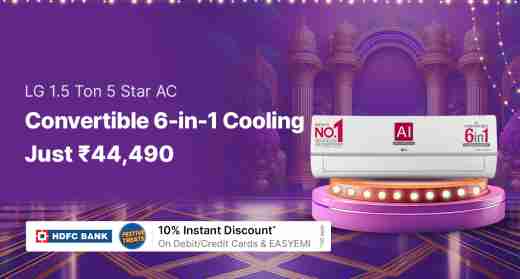 LG 1.5 Ton 5 Star AC
Convertible 6-in-1 Cooling
Just ₹44,490
NO.1
AI
6in1
HDFC BANK
FESTIVE TREATS
10% Instant Discount*
On Debit/Credit Cards & EASYEMI